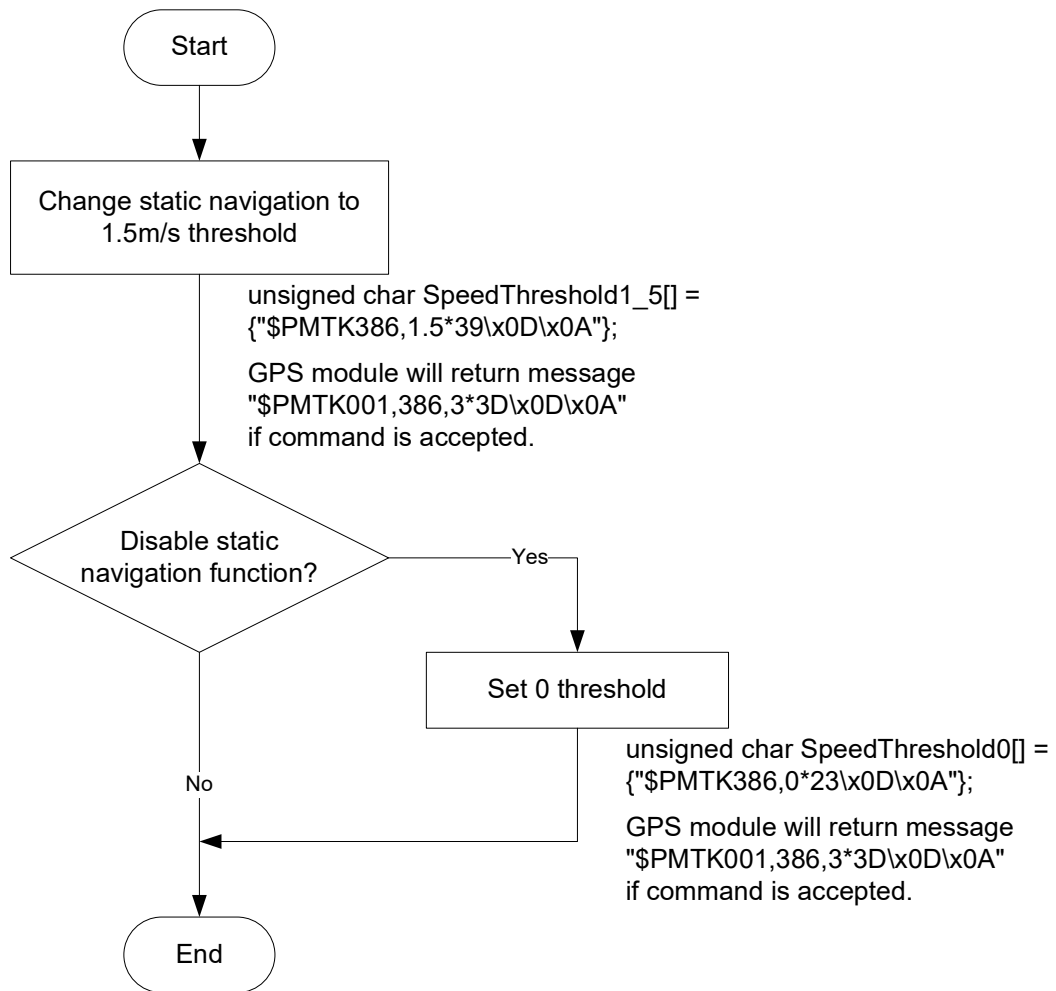 Start
Change static navigation to
1.5m/s threshold
unsigned char SpeedThreshold1_5[] =
{"$PMTK386,1.5*39\x0D\x0A"};
GPS module will return message
"$PMTK001,386,3*3D\x0D\x0A"
if command is accepted.
Disable static
navigation function?
Yes
Set 0 threshold
unsigned char SpeedThreshold0[] =
{"$PMTK386,0*23\x0D\x0A"};
No
GPS module will return message
"$PMTK001,386,3*3D\x0D\x0A"
if command is accepted.
End